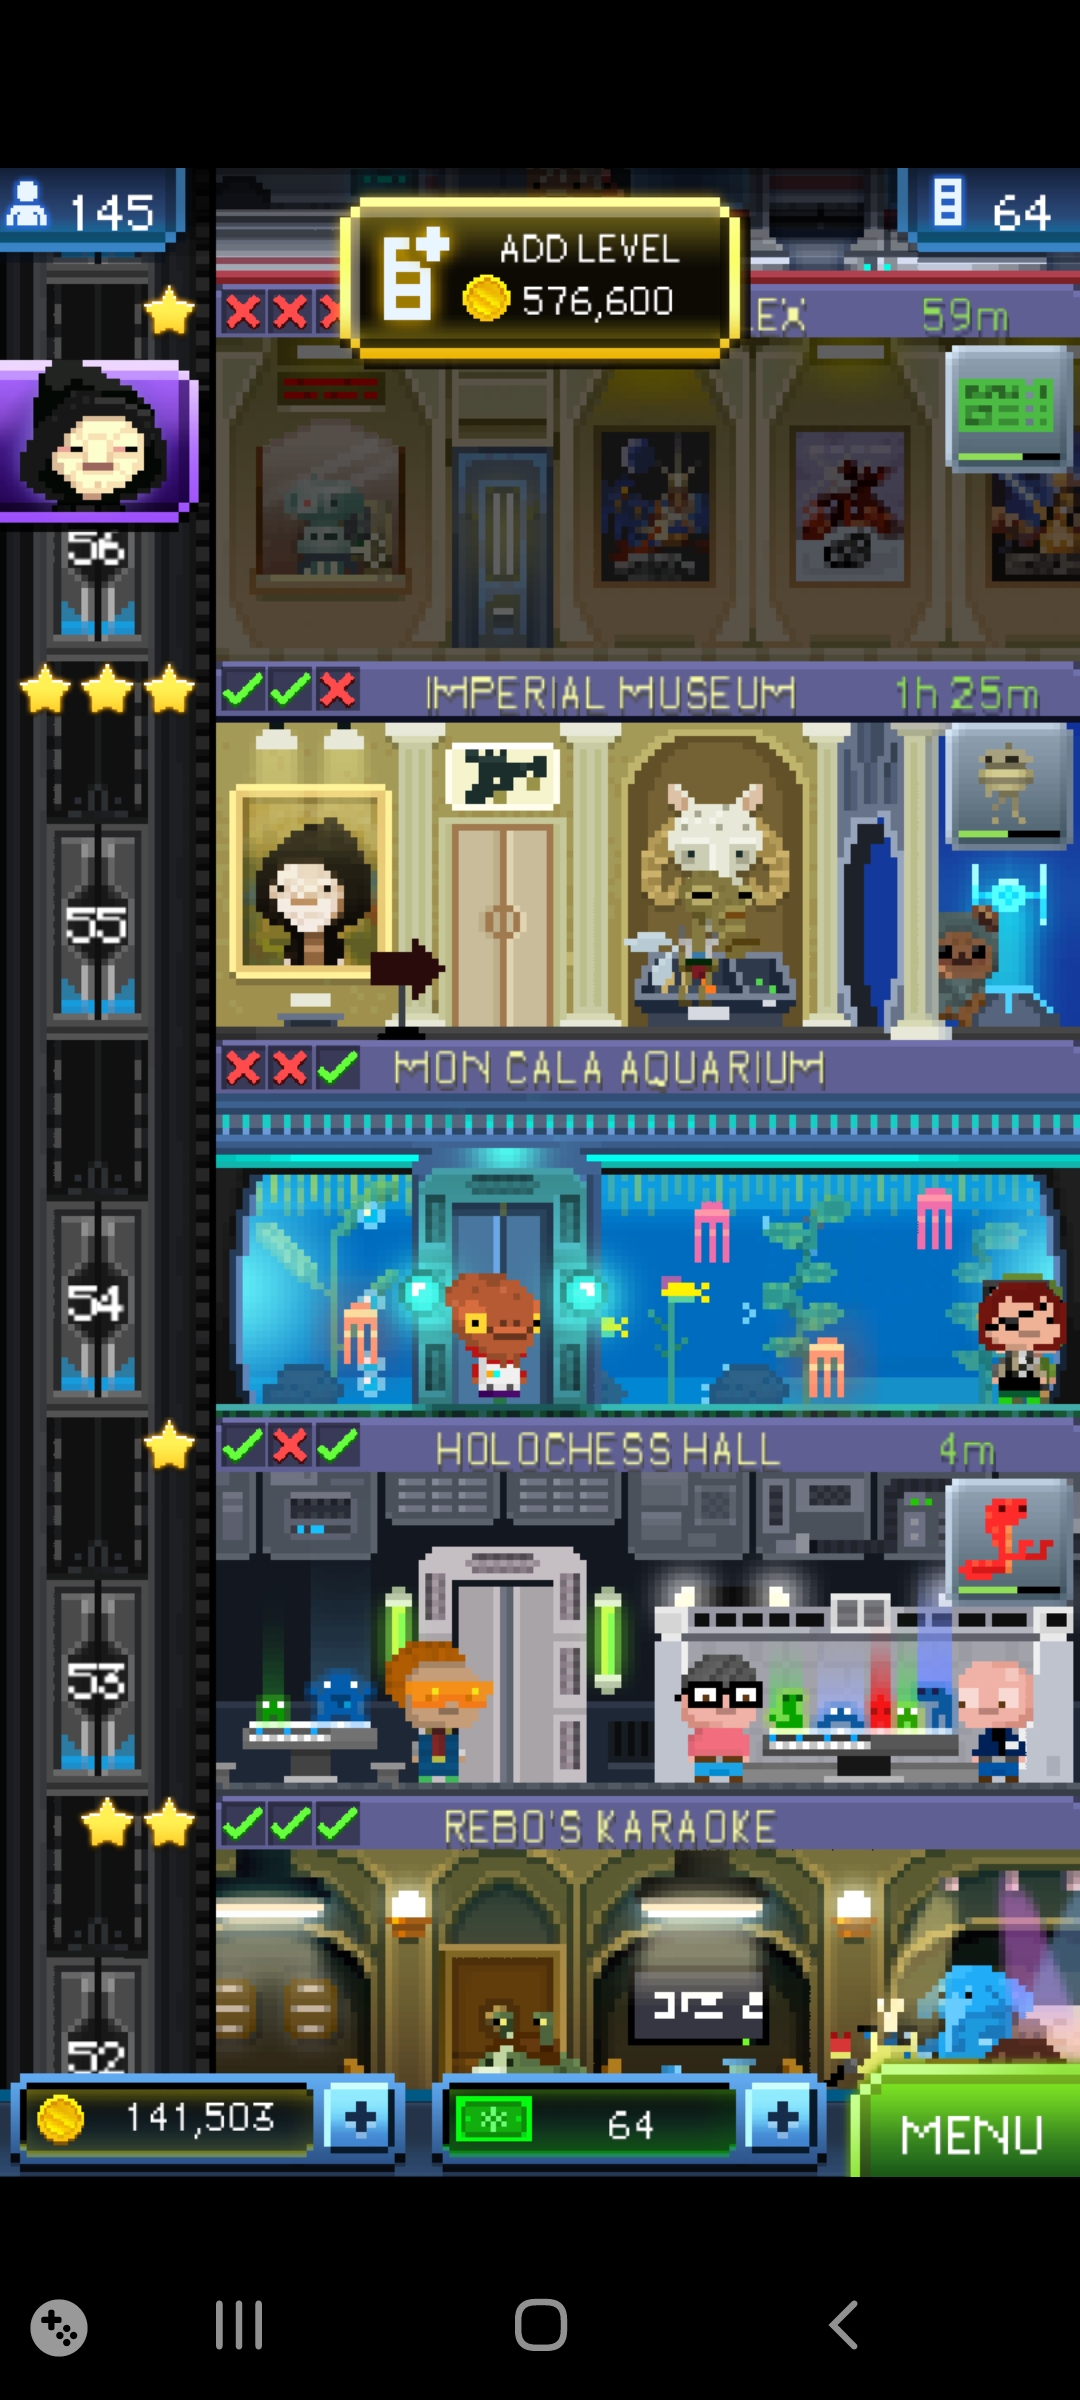 145
64
ADD LEVEL
576,600
EX 59m
56
IMPERIAL MUSEUM 1h 25m
55
MON CALA AQUARIUM
54
HOLOCHESS HALL 4m
53
REBO'S KARAOKE
52
141,503 + 64 + MENU